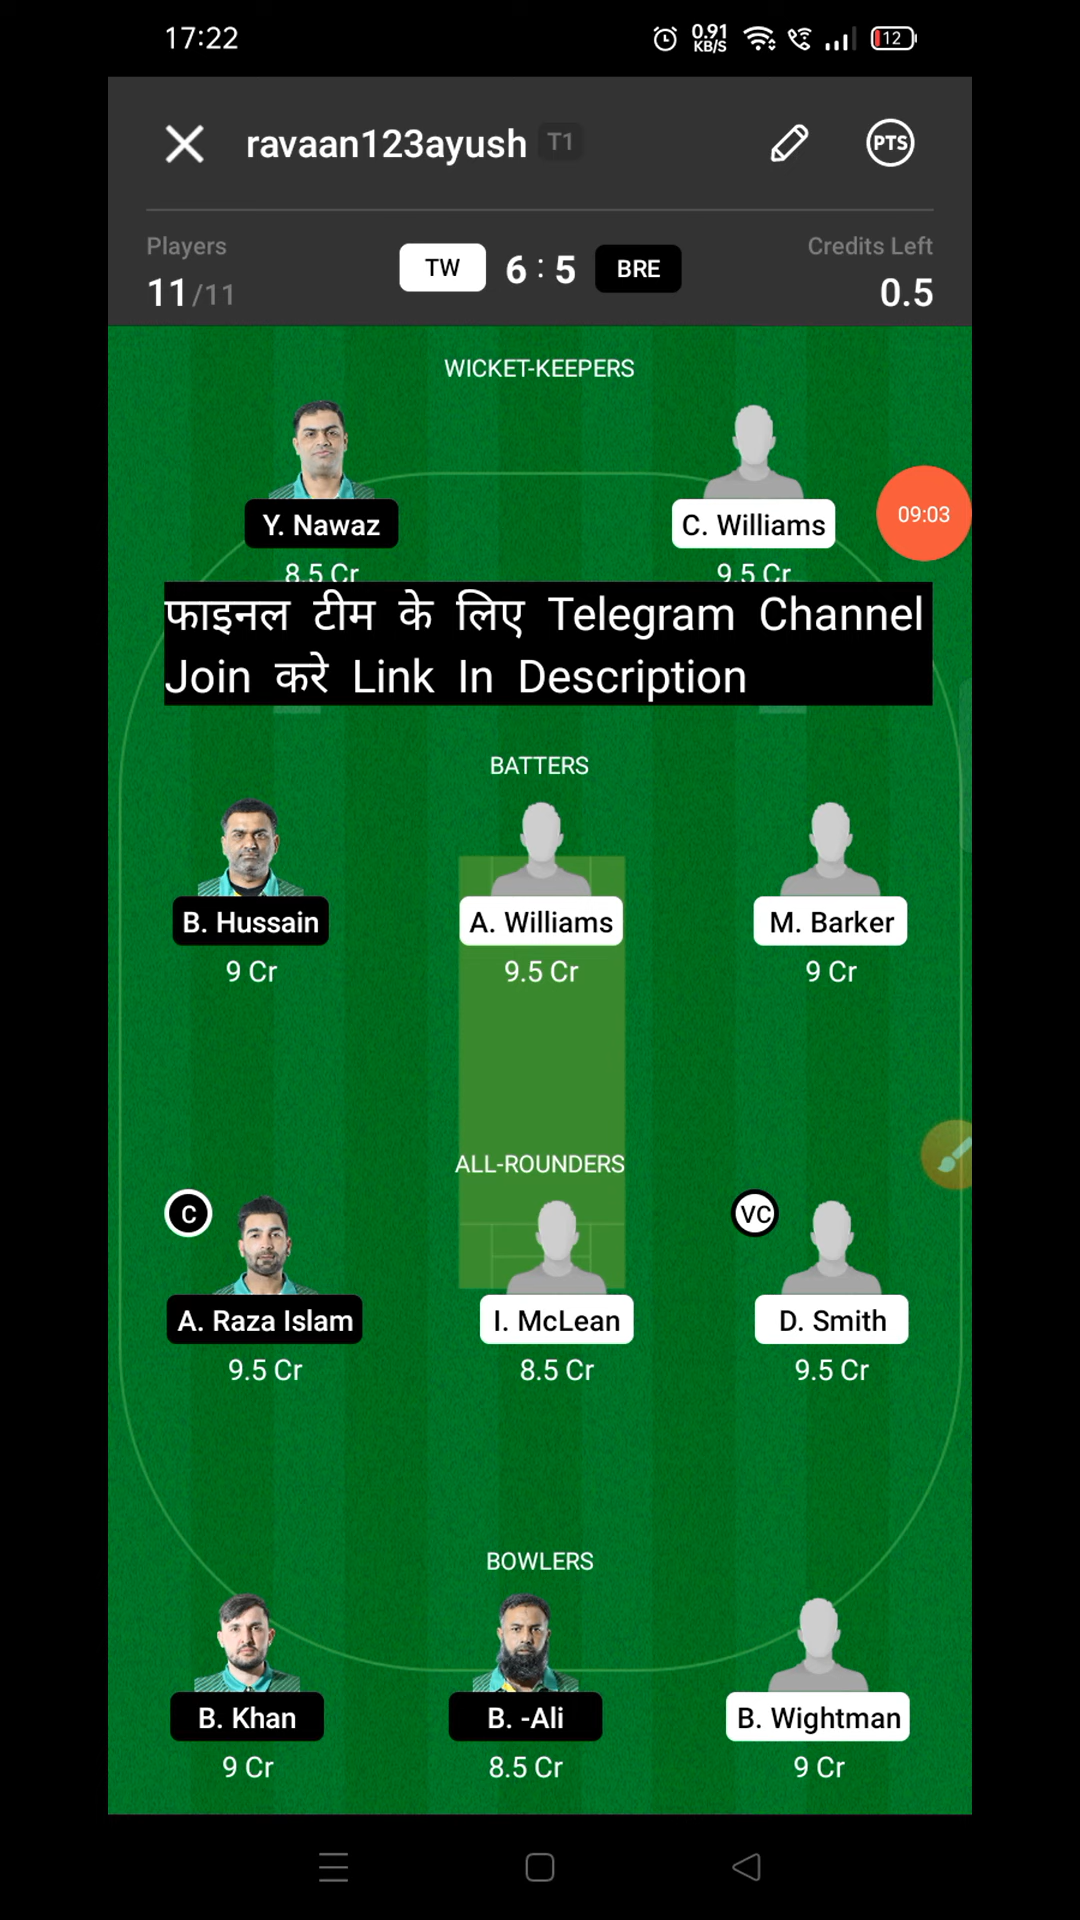 17:22
0.91 KB/S
12
ravaan123ayush T1
PTS
Players
Credits Left
11/11
TW 6 : 5 BRE
0.5
WICKET-KEEPERS
Y. Nawaz
C. Williams
09:03
8.5 Cr
9.5 Cr
फाइनल टीम के लिए Telegram Channel
Join करे Link In Description
BATTERS
B. Hussain
A. Williams
M. Barker
9 Cr
9.5 Cr
9 Cr
ALL-ROUNDERS
C
VC
A. Raza Islam
I. McLean
D. Smith
9.5 Cr
8.5 Cr
9.5 Cr
BOWLERS
B. Khan
B. -Ali
B. Wightman
9 Cr
8.5 Cr
9 Cr